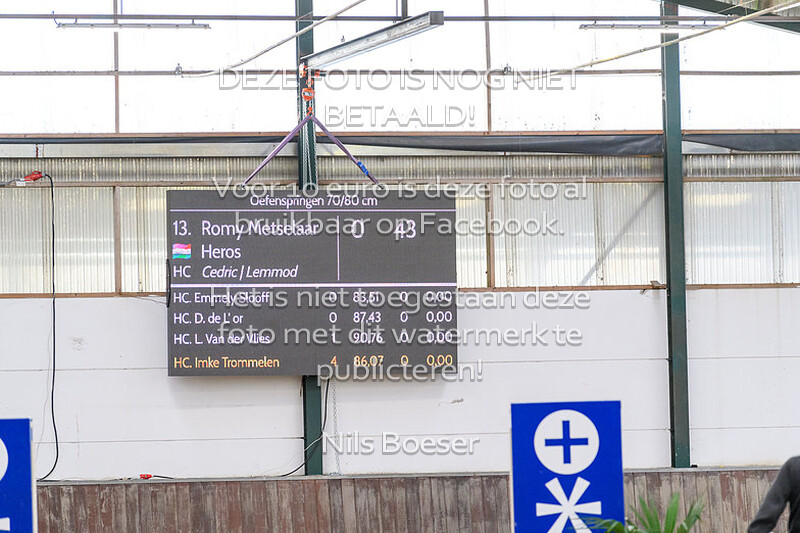 DEZE FOTO IS NOG NIET
BETAALD!
Voor 10 euro is deze foto al
bruikbaar op Facebook.
Het is niet toegestaan deze
foto met dit watermerk te
publiceren!
Nils Boeser
Oefenspringen 70/80 cm
13. Romy Metselaar 0 43
Heros
HC Cedric / Lemmod
HC. Emmely Slooff 0 83,51 0 0,00
HC. D. de L' or 0 87,43 0 0,00
HC. L. Van der Vlies 1 90,76 0 0,00
HC. Imke Trommelen 4 86,07 0 0,00